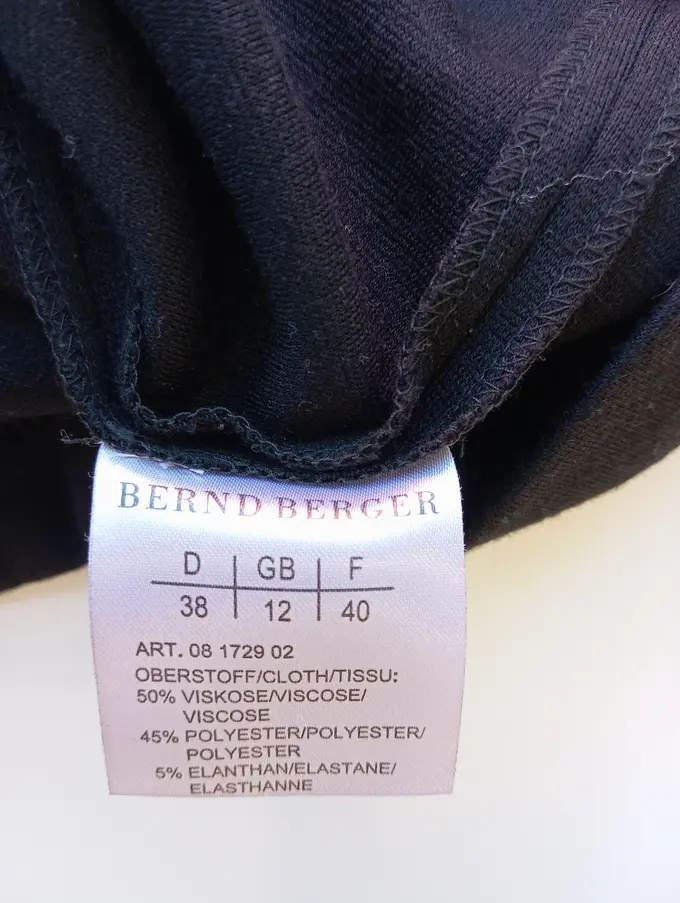 BERND BERGER
D | GB | F
38 | 12 | 40
ART. 08 1729 02
OBERSTOFF/CLOTH/TISSU:
50% VISKOSE/VISCOSE/
VISCOSE
45% POLYESTER/POLYESTER/
POLYESTER
5% ELANTHAN/ELASTANE/
ELASTHANNE